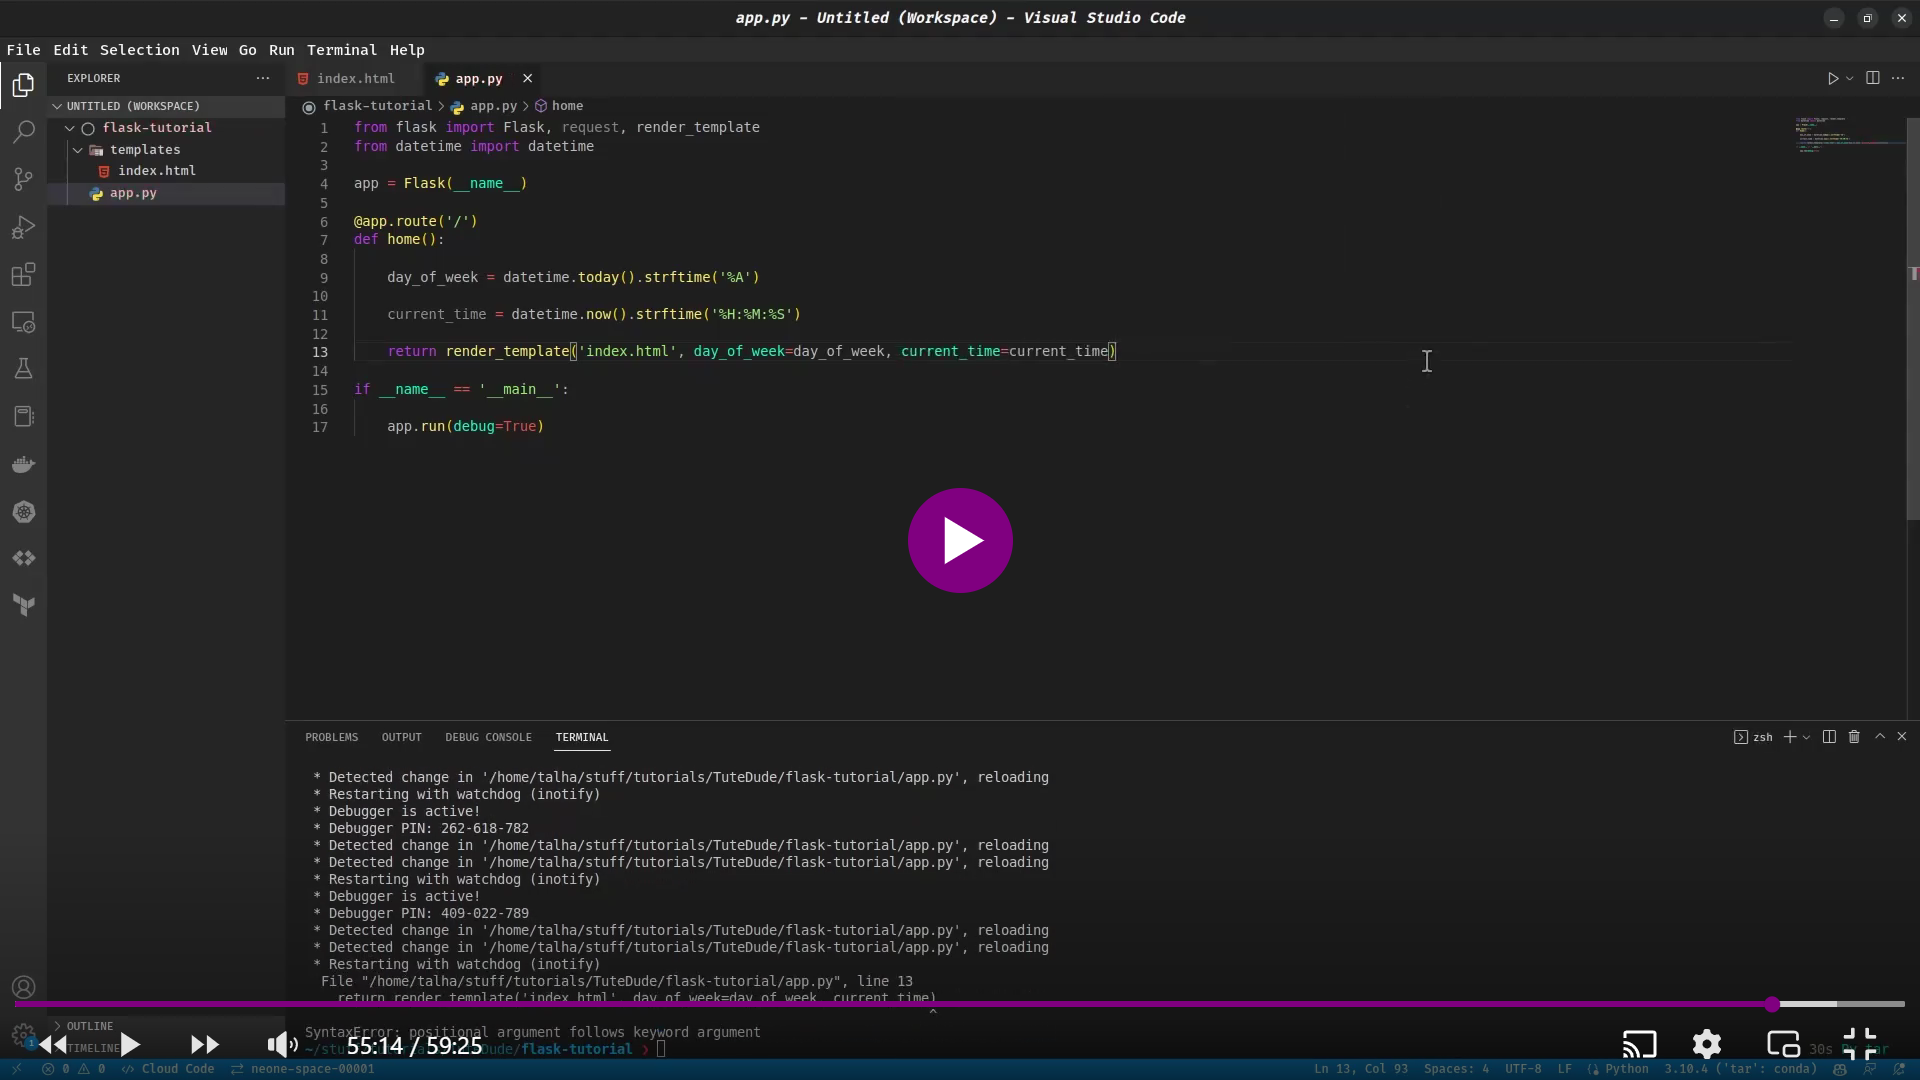 app.py - Untitled (Workspace) - Visual Studio Code
File Edit Selection View Go Run Terminal Help
EXPLORER
UNTITLED (WORKSPACE)
flask-tutorial
templates
index.html
app.py
OUTLINE
TIMELINE
index.html app.py
flask-tutorial > app.py > home
1 from flask import Flask, request, render_template
2 from datetime import datetime
3
4 app = Flask(__name__)
5
6 @app.route('/')
7 def home():
8
9 day_of_week = datetime.today().strftime('%A')
10
11 current_time = datetime.now().strftime('%H:%M:%S')
12
13 return render_template('index.html', day_of_week=day_of_week, current_time=current_time)
14
15 if __name__ == '__main__':
16
17 app.run(debug=True)
PROBLEMS OUTPUT DEBUG CONSOLE TERMINAL
zsh
* Detected change in '/home/talha/stuff/tutorials/TuteDude/flask-tutorial/app.py', reloading
* Restarting with watchdog (inotify)
* Debugger is active!
* Debugger PIN: 262-618-782
* Detected change in '/home/talha/stuff/tutorials/TuteDude/flask-tutorial/app.py', reloading
* Detected change in '/home/talha/stuff/tutorials/TuteDude/flask-tutorial/app.py', reloading
* Restarting with watchdog (inotify)
* Debugger is active!
* Debugger PIN: 409-022-789
* Detected change in '/home/talha/stuff/tutorials/TuteDude/flask-tutorial/app.py', reloading
* Detected change in '/home/talha/stuff/tutorials/TuteDude/flask-tutorial/app.py', reloading
* Restarting with watchdog (inotify)
File "/home/talha/stuff/tutorials/TuteDude/flask-tutorial/app.py", line 13
return render_template('index.html', day_of_week=day_of_week, current_time)
^
SyntaxError: positional argument follows keyword argument
flask-tutorial
55:14 / 59:25
30s
1
0 0 Cloud Code neone-space-00001
Ln 13, Col 93 Spaces: 4 UTF-8 LF Python 3.10.4 ('tar': conda)